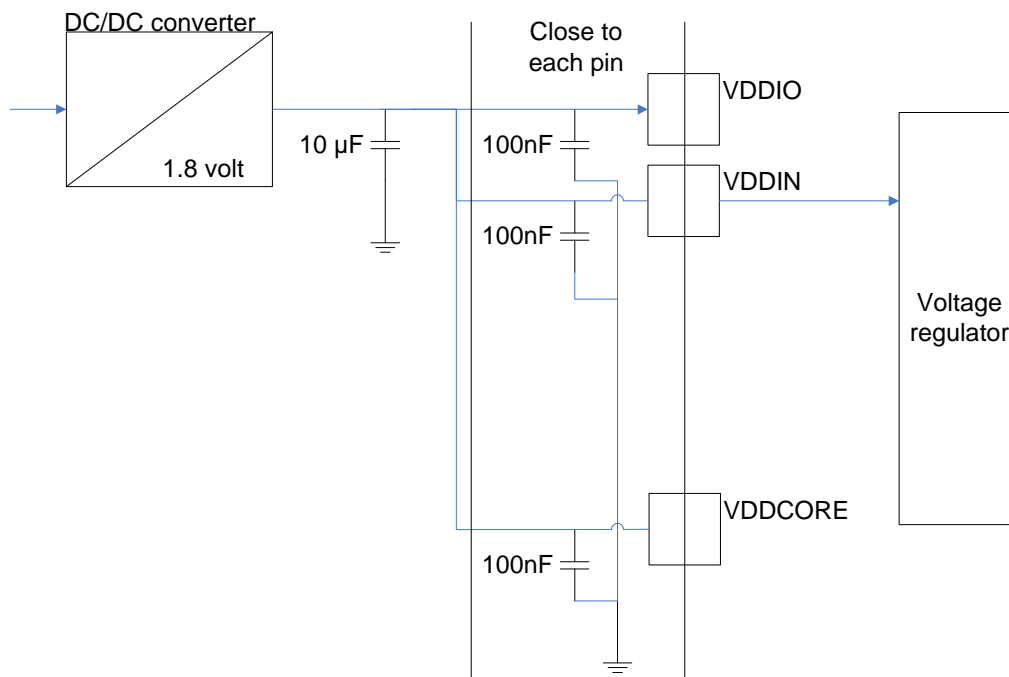 DC/DC converter
1.8 volt
10 µF
Close to
each pin
100nF
VDDIO
100nF
VDDIN
Voltage
regulator
100nF
VDDCORE